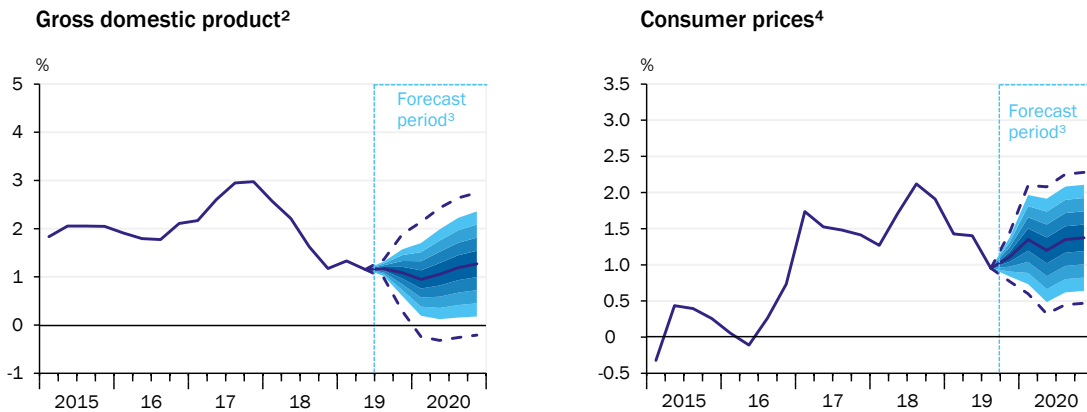 Gross domestic product²
%
5
4
3
2
1
0
-1
Forecast
period³
2015 16 17 18 19 2020
Consumer prices⁴
%
3.5
3.0
2.5
2.0
1.5
1.0
0.5
0
-0.5
Forecast
period³
2015 16 17 18 19 2020